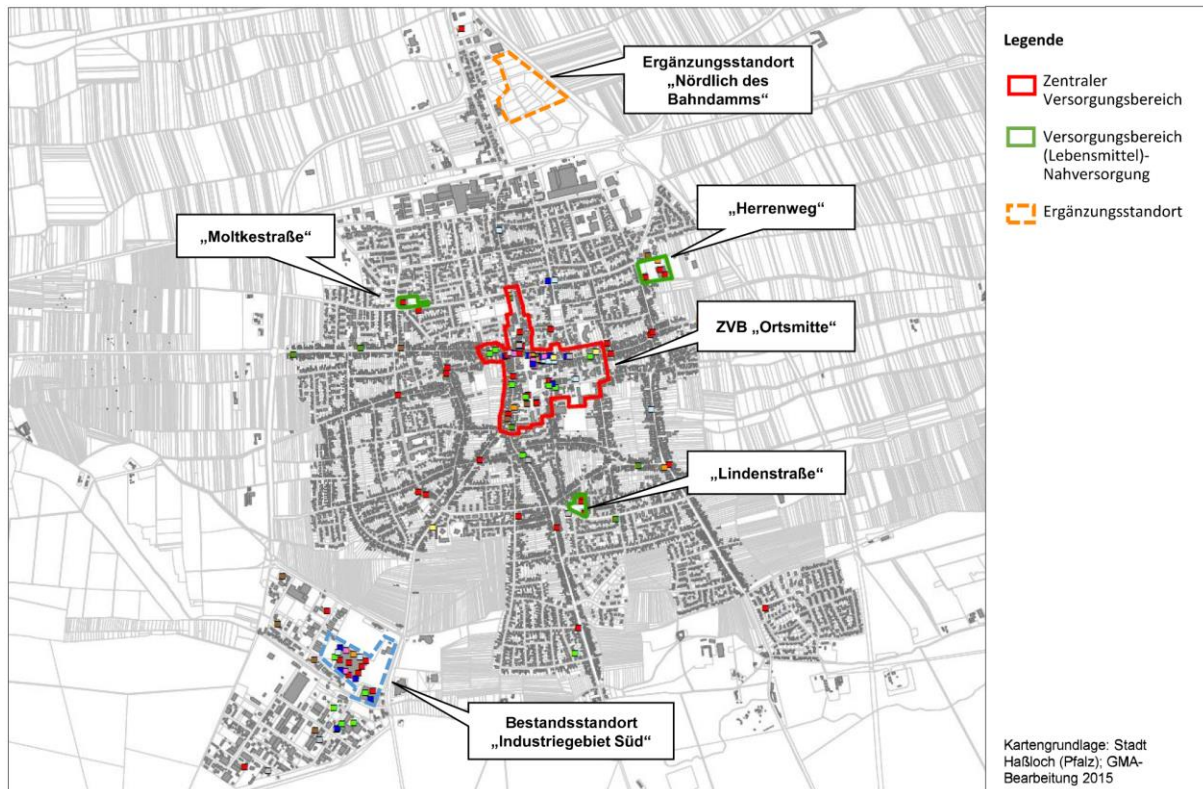 Ergänzungsstandort
„Nördlich des
Bahndamms“
„Moltkestraße“
„Herrenweg“
ZVB „Ortsmitte“
„Lindenstraße“
Bestandsstandort
„Industriegebiet Süd“
Legende
Zentraler
Versorgungsbereich
Versorgungsbereich
(Lebensmittel)-
Nahversorgung
Ergänzungsstandort
Kartengrundlage: Stadt
Haßloch (Pfalz); GMA-
Bearbeitung 2015